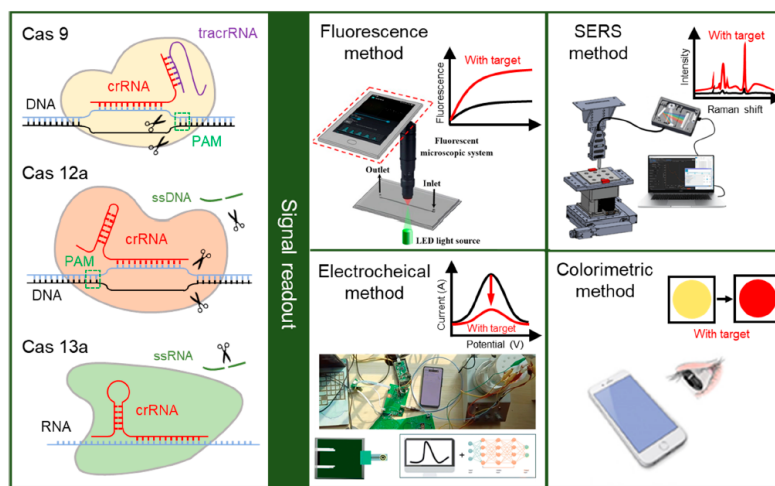 Cas 9
tracrRNA
crRNA
DNA
PAM
Cas 12a
ssDNA
crRNA
PAM
DNA
Cas 13a
ssRNA
crRNA
RNA
Signal readout
Fluorescence
method
With target
Fluorescence
Fluorescent
microscopic system
Outlet
Inlet
LED light source
SERS
method
With target
Intensity
Raman shift
Electrocheical
method
Current (A)
With target
Potential (V)
+
Colorimetric
method
With target